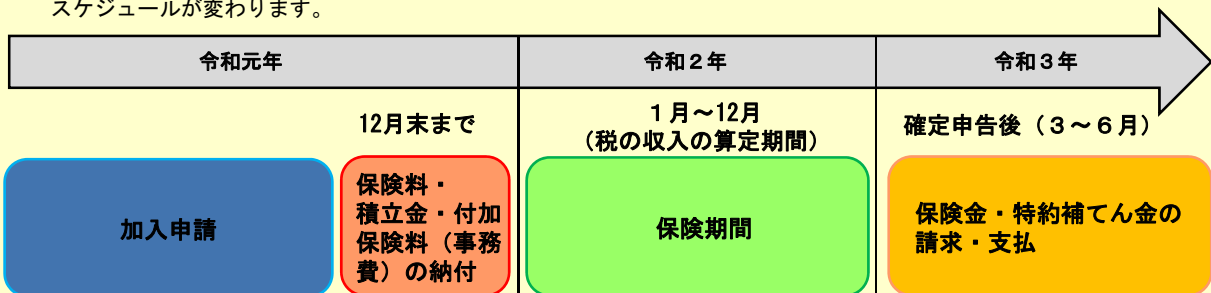 スケジュールが変わります。
令和元年
令和２年
令和３年
12月末まで
１月～12月
（税の収入の算定期間）
確定申告後（３～６月）
加入申請
保険料・
積立金・付加
保険料（事務
費）の納付
保険期間
保険金・特約補てん金の
請求・支払